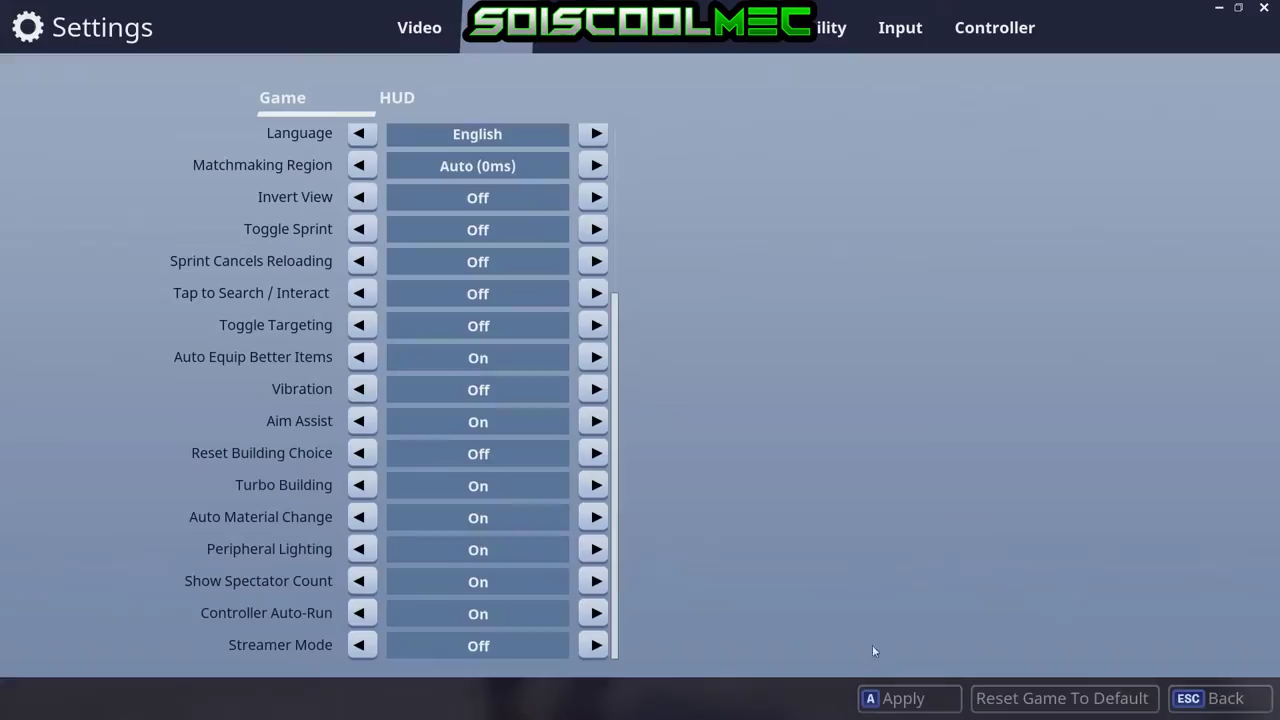 Settings
Video
SOISCOOLMEC
ility
Input
Controller
Game
HUD
Language
English
Matchmaking Region
Auto (0ms)
Invert View
Off
Toggle Sprint
Off
Sprint Cancels Reloading
Off
Tap to Search / Interact
Off
Toggle Targeting
Off
Auto Equip Better Items
On
Vibration
Off
Aim Assist
On
Reset Building Choice
Off
Turbo Building
On
Auto Material Change
On
Peripheral Lighting
On
Show Spectator Count
On
Controller Auto-Run
On
Streamer Mode
Off
A Apply
Reset Game To Default
ESC Back